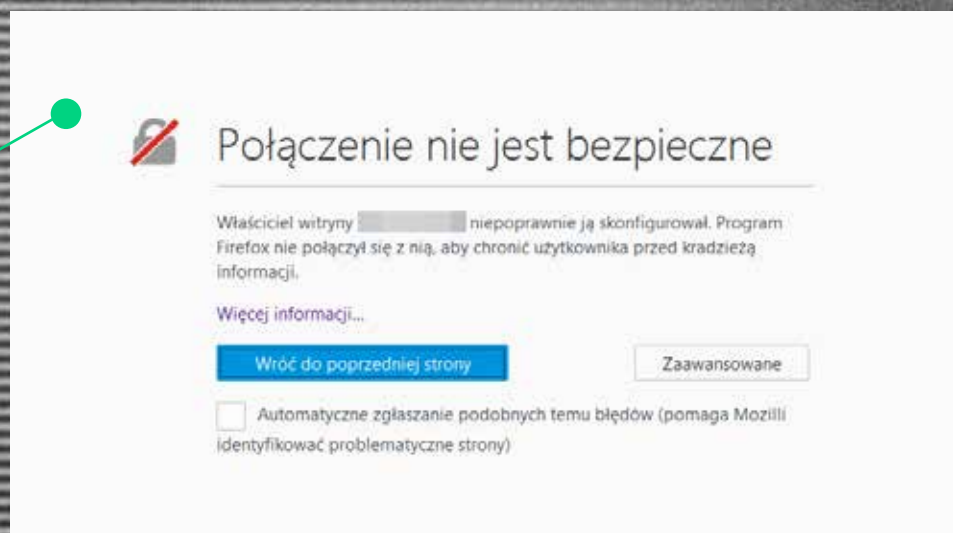 Połączenie nie jest bezpieczne
Właściciel witryny niepoprawnie ją skonfigurował. Program
Firefox nie połączył się z nią, aby chronić użytkownika przed kradzieżą
informacji.
Więcej informacji...
Wróć do poprzedniej strony
Zaawansowane
Automatyczne zgłaszanie podobnych temu błędów (pomaga Mozilli
identyfikować problematyczne strony)